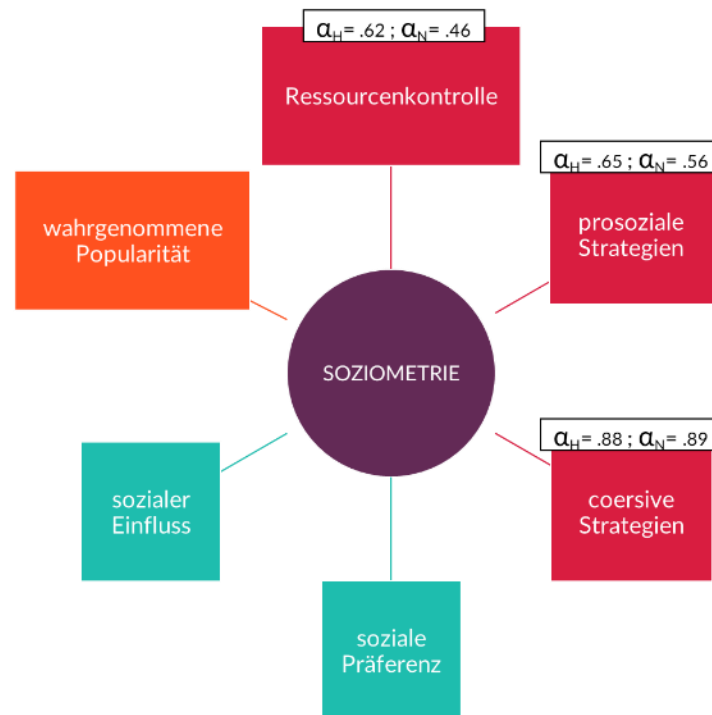 αH= .62 ; αN= .46
Ressourcenkontrolle
αH= .65 ; αN= .56
prosoziale
Strategien
wahrgenommene
Popularität
SOZIOMETRIE
αH= .88 ; αN= .89
coersive
Strategien
sozialer
Einfluss
soziale
Präferenz